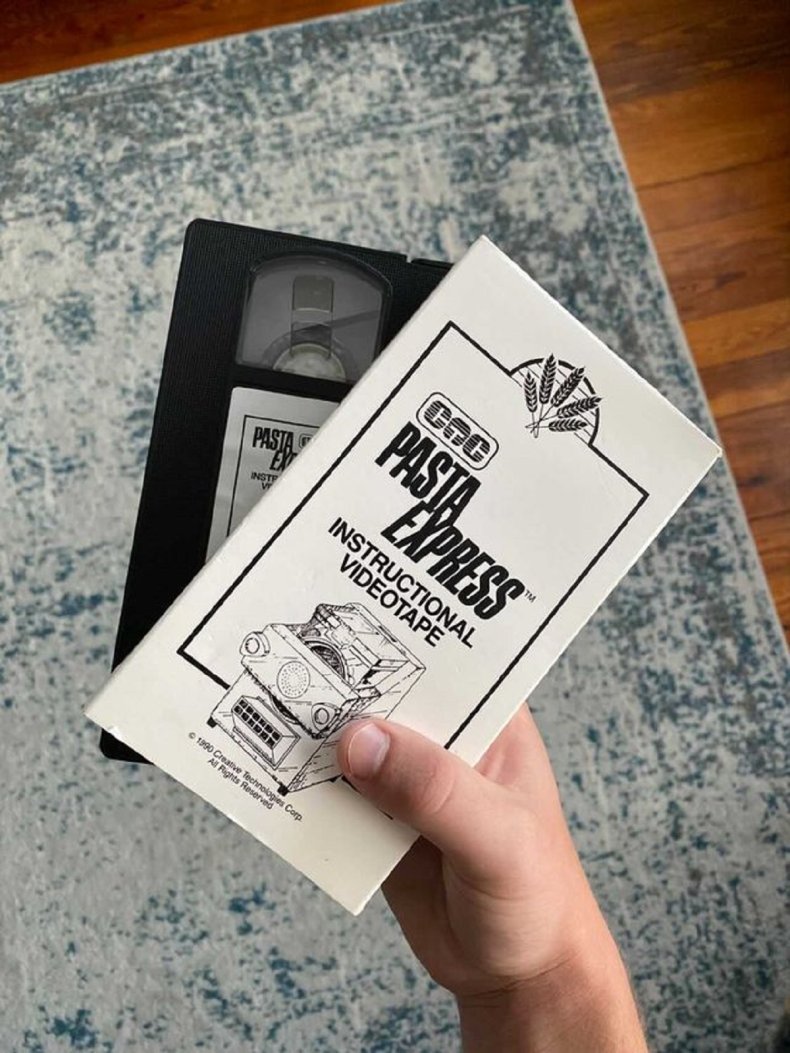 CTC
PASTA
EXPRESS™
INSTRUCTIONAL
VIDEOTAPE
© 1990 Creative Technologies Corp.
All Rights Reserved
PASTA